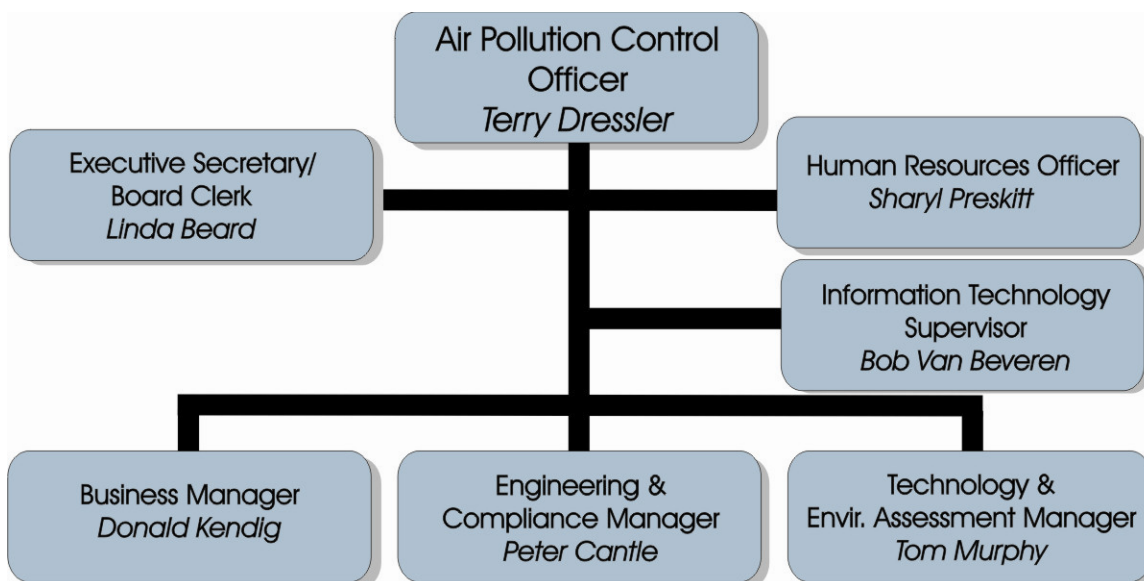 Air Pollution Control
Officer
Terry Dressler
Executive Secretary/
Board Clerk
Linda Beard
Human Resources Officer
Sharyl Preskitt
Information Technology
Supervisor
Bob Van Beveren
Business Manager
Donald Kendig
Engineering &
Compliance Manager
Peter Cantle
Technology &
Envir. Assessment Manager
Tom Murphy